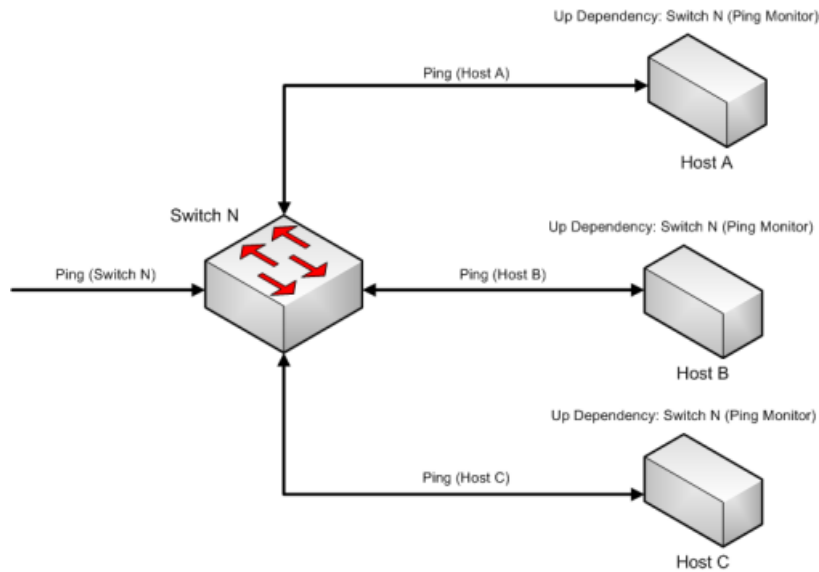 Up Dependency: Switch N (Ping Monitor)
Ping (Host A)
Host A
Switch N
Up Dependency: Switch N (Ping Monitor)
Ping (Switch N)
Ping (Host B)
Host B
Up Dependency: Switch N (Ping Monitor)
Ping (Host C)
Host C